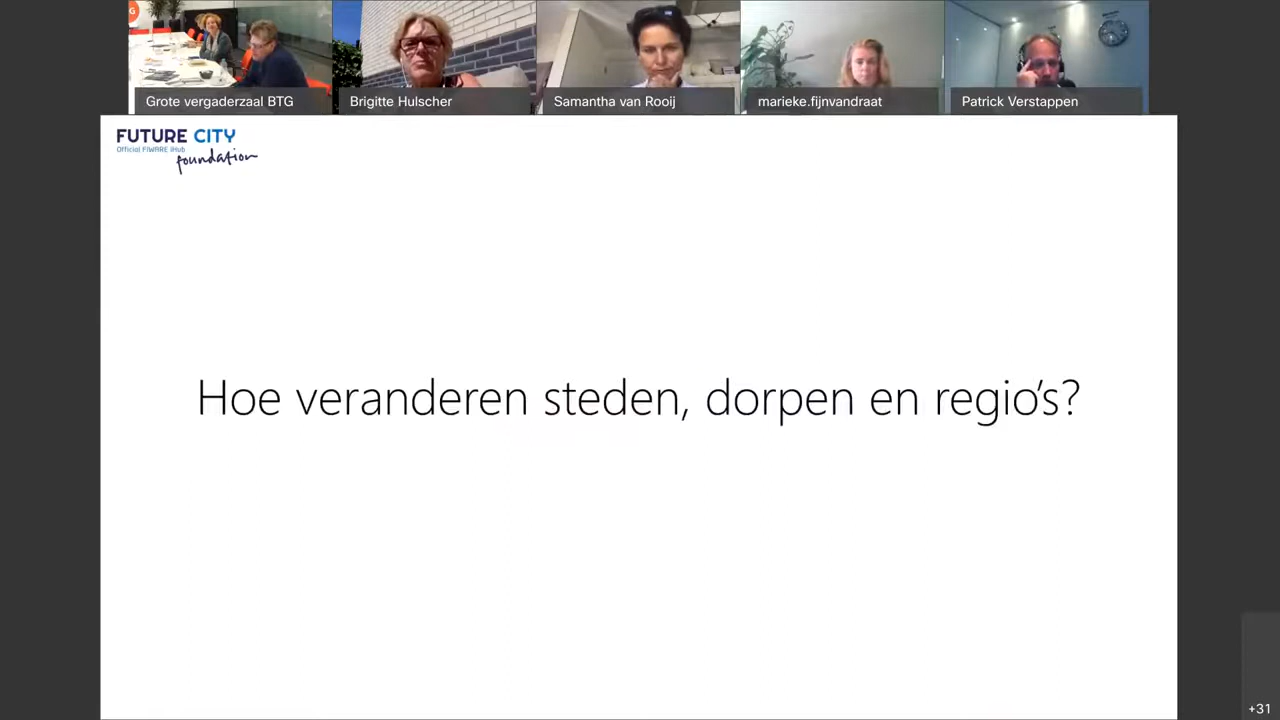 G
Grote vergaderzaal BTG
Brigitte Hulscher
Samantha van Rooij
marieke.fijnvandraat
Patrick Verstappen
FUTURE CITY
Official FIWARE iHub
foundation
Hoe veranderen steden, dorpen en regio's?
+31